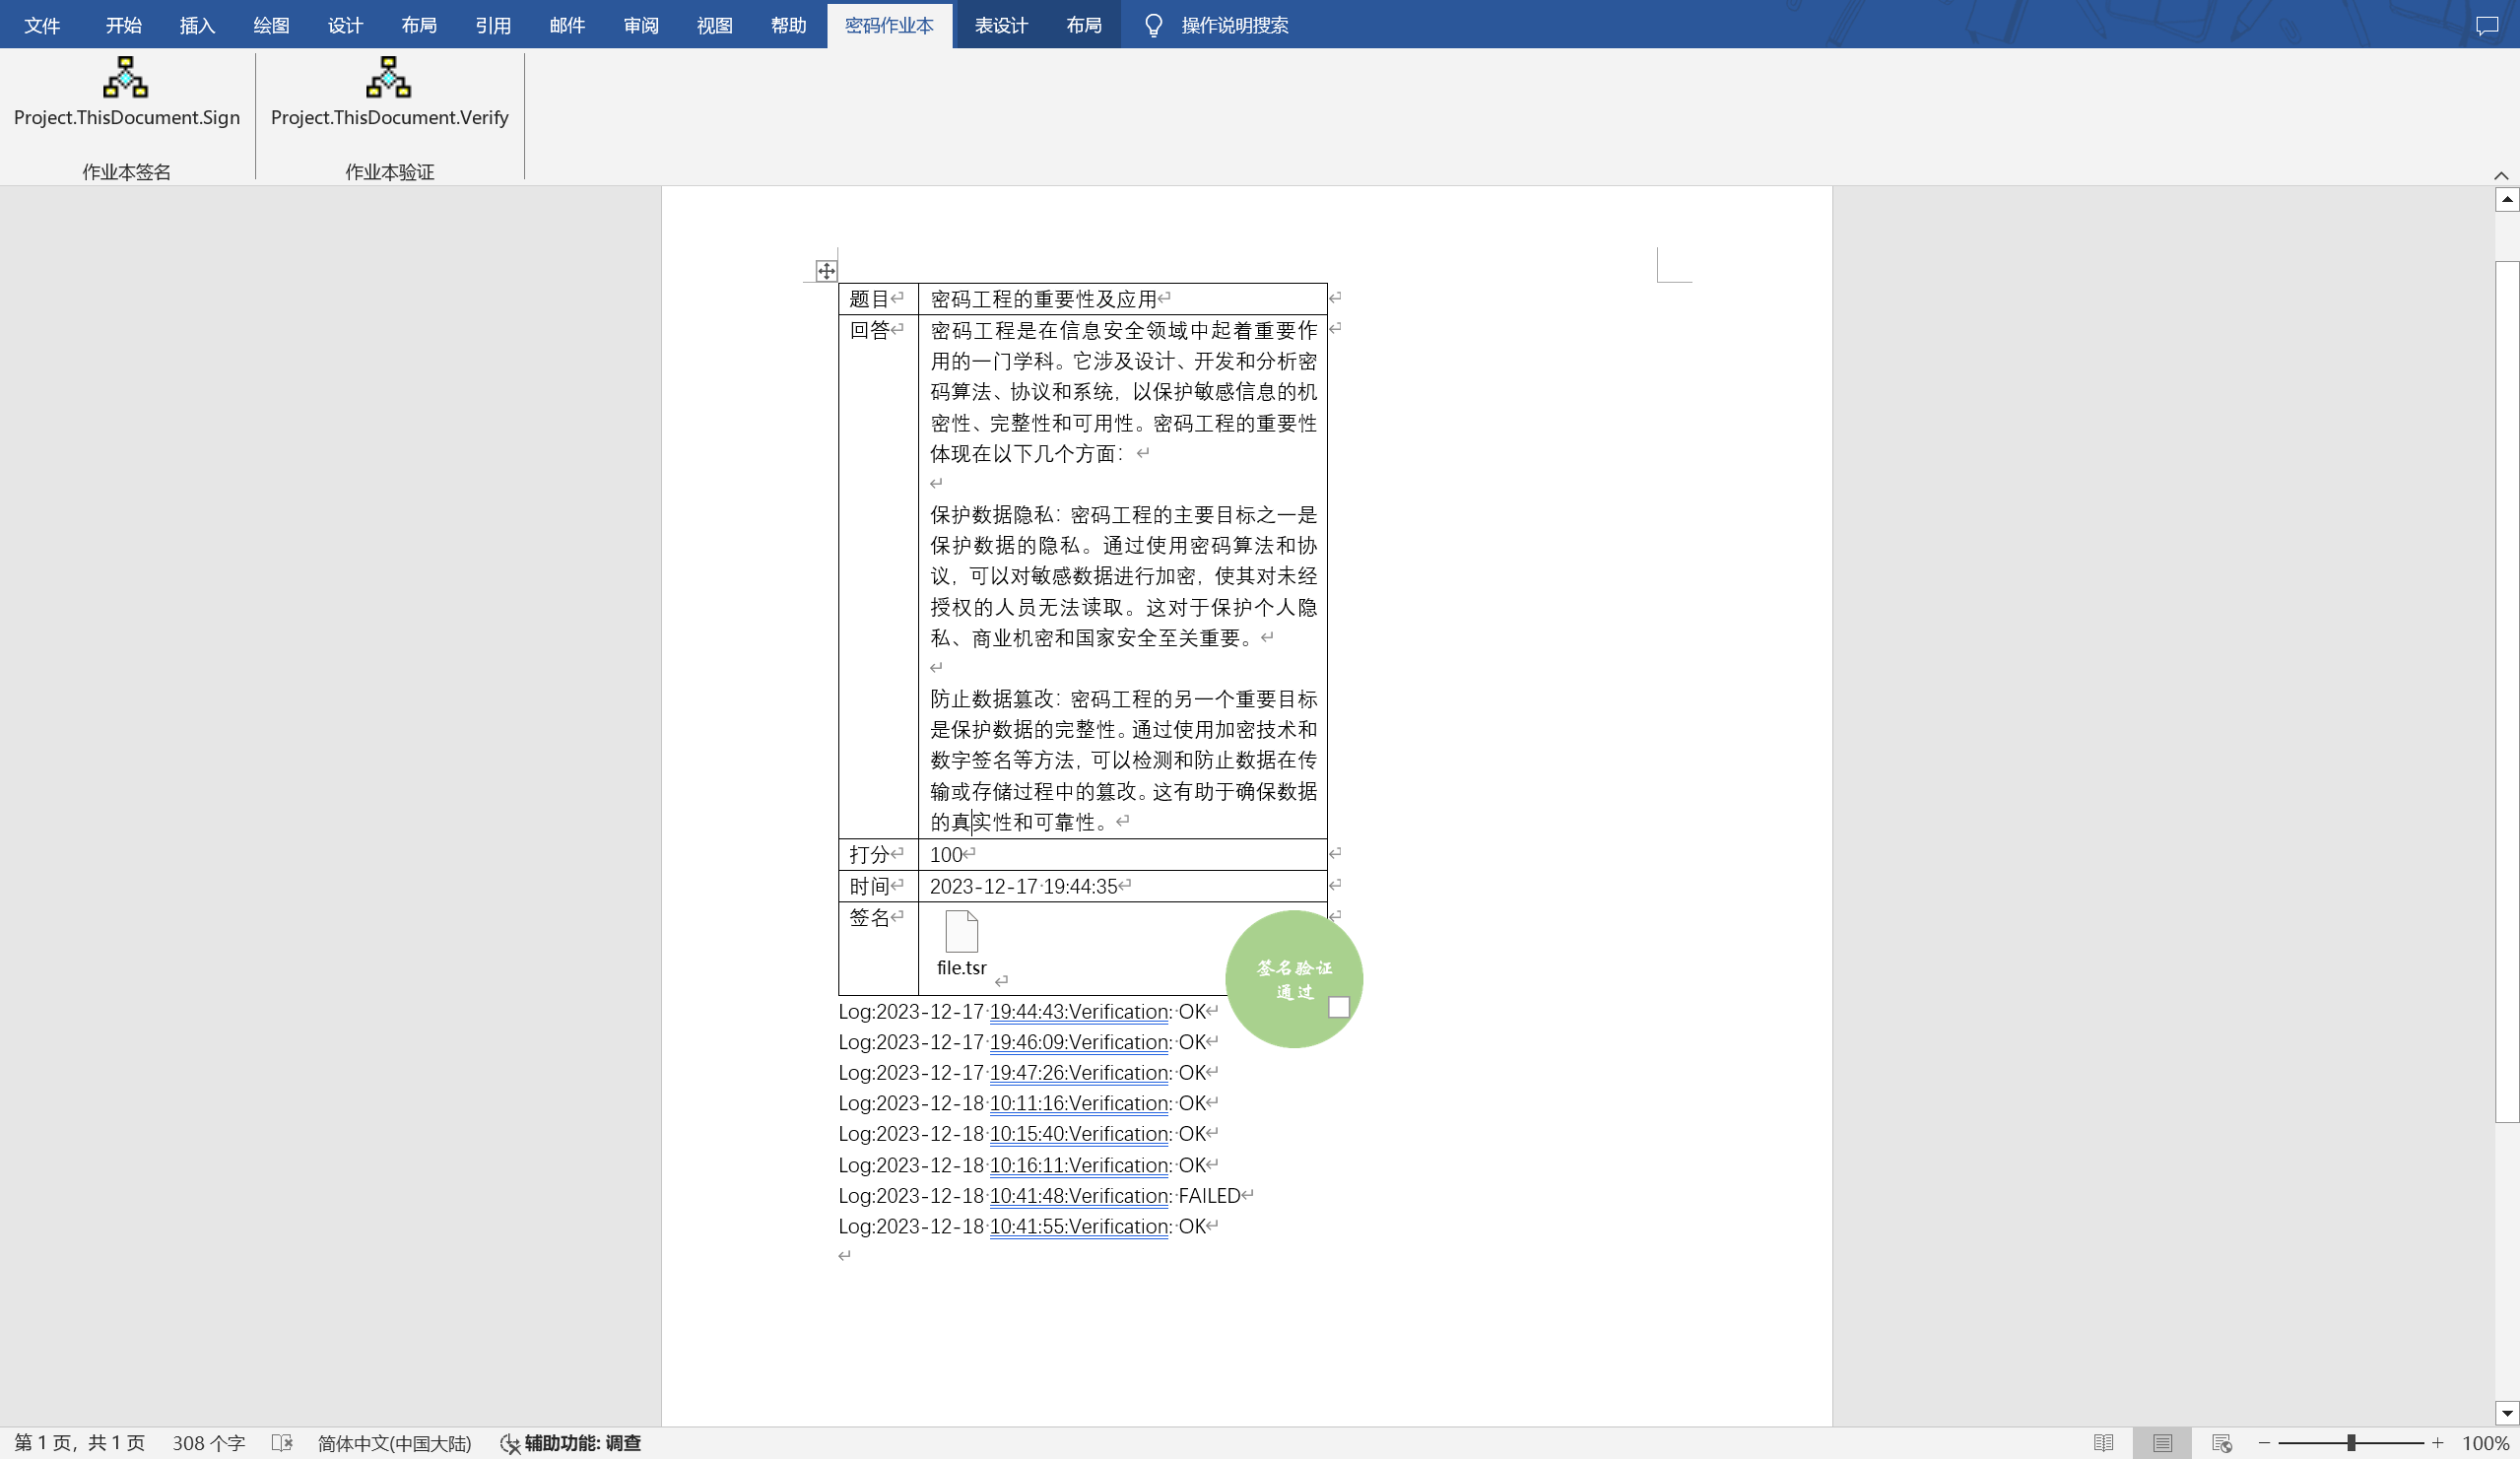 文件 开始 插入 绘图 设计 布局 引用 邮件 审阅 视图 帮助 密码作业本 表设计 布局 操作说明搜索
Project.ThisDocument.Sign Project.ThisDocument.Verify
作业本签名 作业本验证
题目 密码工程的重要性及应用
回答 密码工程是在信息安全领域中起着重要作
用的一门学科。它涉及设计、开发和分析密
码算法、协议和系统，以保护敏感信息的机
密性、完整性和可用性。密码工程的重要性
体现在以下几个方面：
保护数据隐私：密码工程的主要目标之一是
保护数据的隐私。通过使用密码算法和协
议，可以对敏感数据进行加密，使其对未经
授权的人员无法读取。这对于保护个人隐
私、商业机密和国家安全至关重要。
防止数据篡改：密码工程的另一个重要目标
是保护数据的完整性。通过使用加密技术和
数字签名等方法，可以检测和防止数据在传
输或存储过程中的篡改。这有助于确保数据
的真实性和可靠性。
打分 100
时间 2023-12-17 19:44:35
签名
file.tsr
签名验证
通过
Log:2023-12-17 19:44:43:Verification: OK
Log:2023-12-17 19:46:09:Verification: OK
Log:2023-12-17 19:47:26:Verification: OK
Log:2023-12-18 10:11:16:Verification: OK
Log:2023-12-18 10:15:40:Verification: OK
Log:2023-12-18 10:16:11:Verification: OK
Log:2023-12-18 10:41:48:Verification: FAILED
Log:2023-12-18 10:41:55:Verification: OK
第 1 页，共 1 页 308 个字 简体中文(中国大陆) 辅助功能: 调查 100%